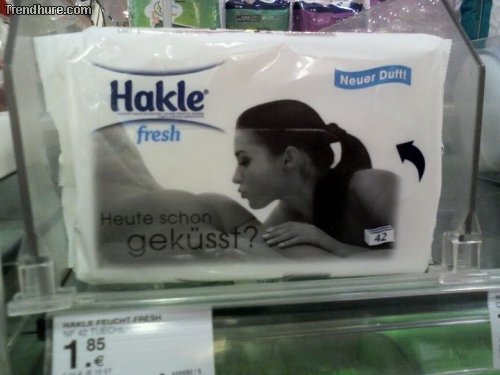 Trendhure.com
Hakle
fresh
Neuer Duft!
Heute schon
geküsst?
42
HAKLE FEUCHT FRESH
1.85
€